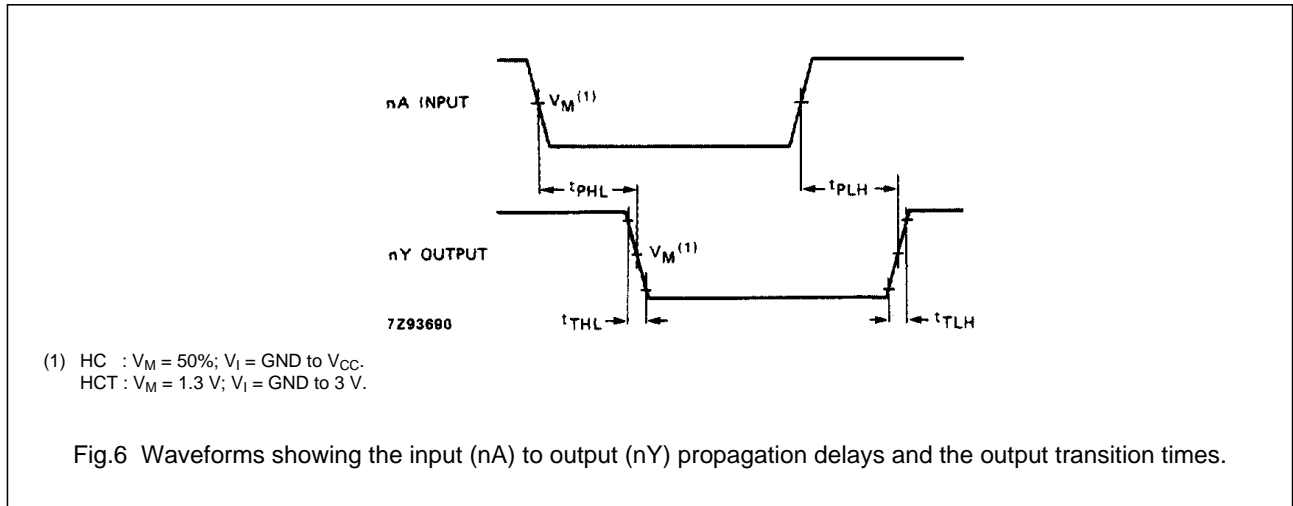 nA INPUT
VM(1)
tPHL
tPLH
nY OUTPUT
VM(1)
7Z93690
tTHL
tTLH
(1) HC : VM = 50%; VI = GND to VCC.
HCT : VM = 1.3 V; VI = GND to 3 V.
Fig.6 Waveforms showing the input (nA) to output (nY) propagation delays and the output transition times.